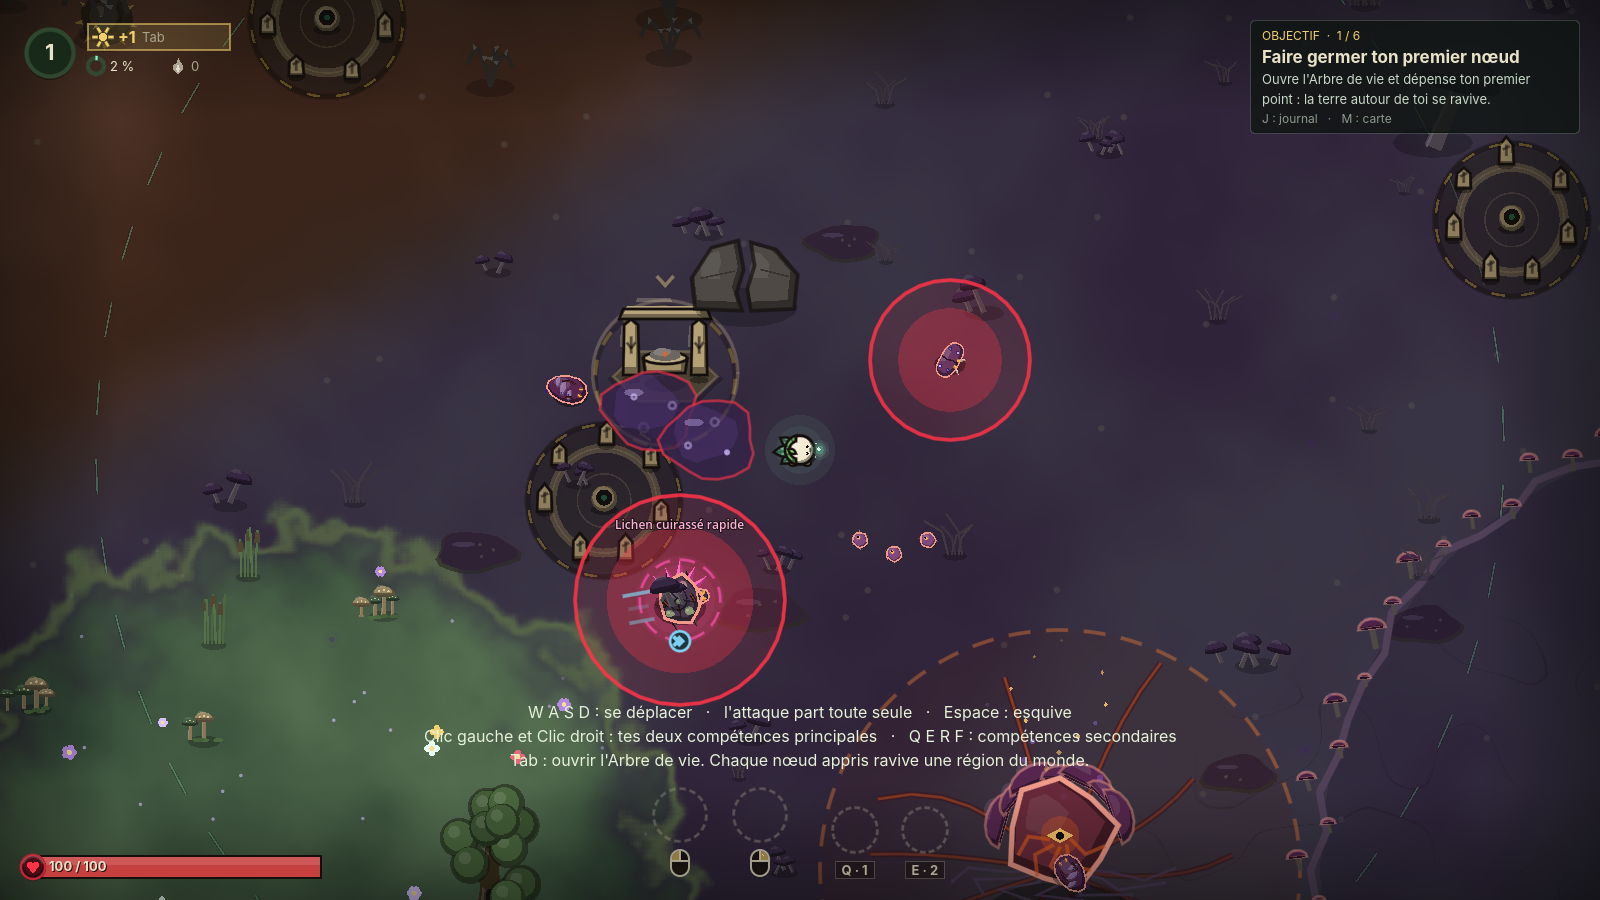 1
+1 Tab
2 %
0
OBJECTIF · 1 / 6
Faire germer ton premier nœud
Ouvre l'Arbre de vie et dépense ton premier
point : la terre autour de toi se ravive.
J : journal · M : carte
Lichen cuirassé rapide
W A S D : se déplacer · l'attaque part toute seule · Espace : esquive
Clic gauche et Clic droit : tes deux compétences principales · Q E R F : compétences secondaires
Tab : ouvrir l'Arbre de vie. Chaque nœud appris ravive une région du monde.
100 / 100
Q · 1
E · 2